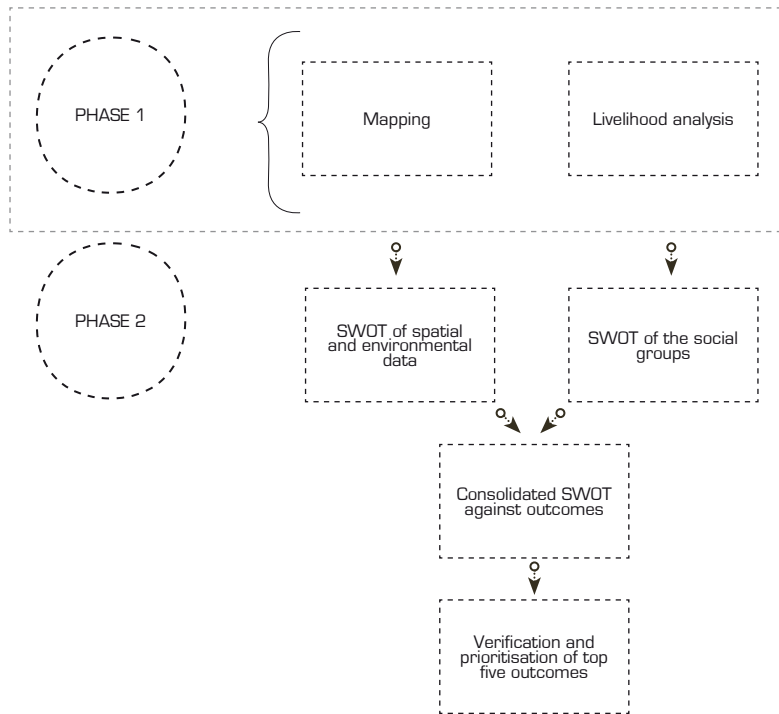 PHASE 1
Mapping
Livelihood analysis
PHASE 2
SWOT of spatial
and environmental
data
SWOT of the social
groups
Consolidated SWOT
against outcomes
Verification and
prioritisation of top
five outcomes